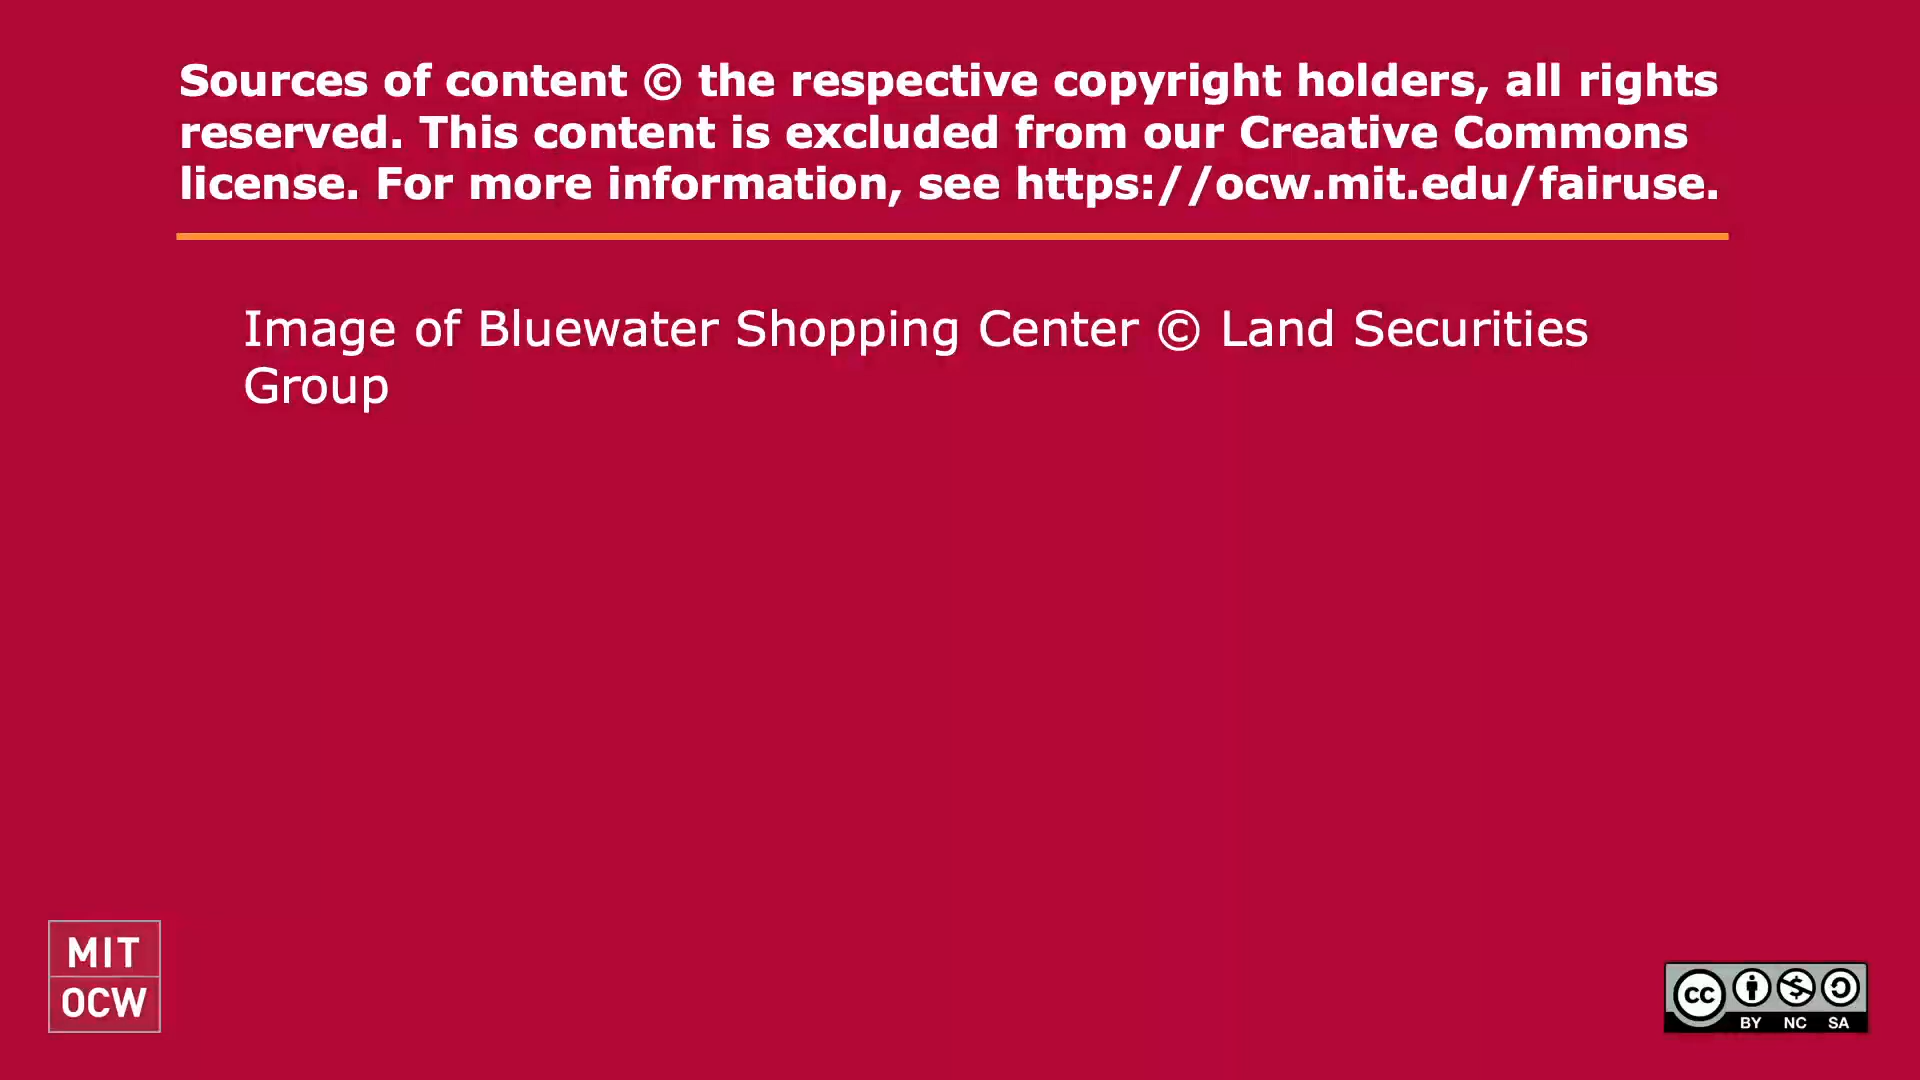 Sources of content © the respective copyright holders, all rights
reserved. This content is excluded from our Creative Commons
license. For more information, see https://ocw.mit.edu/fairuse.
Image of Bluewater Shopping Center © Land Securities
Group
MIT
OCW
cc
BY NC SA